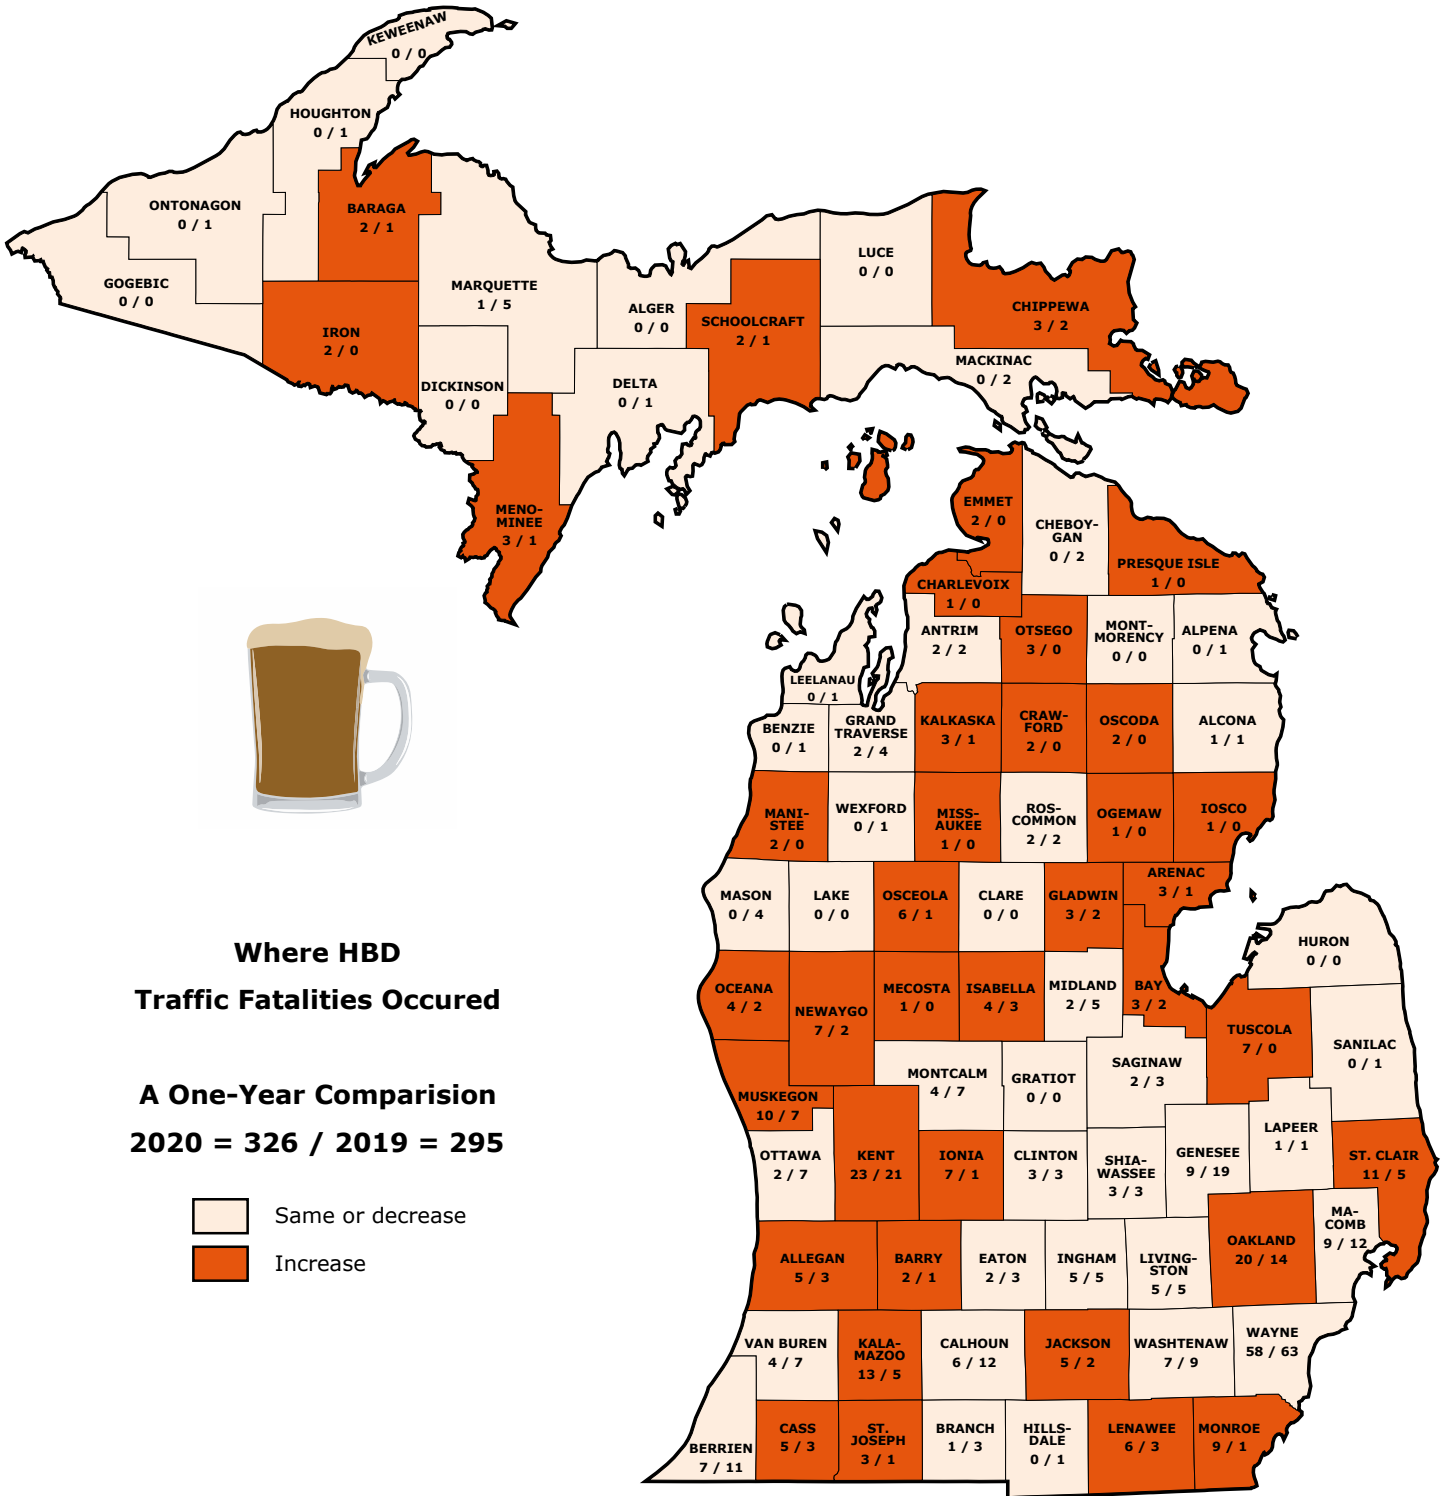 KEWEENAW
0 / 0
HOUGHTON
0 / 1
ONTONAGON
0 / 1
BARAGA
2 / 1
GOGEBIC
0 / 0
MARQUETTE
1 / 5
IRON
2 / 0
DICKINSON
0 / 0
ALGER
0 / 0
LUCE
0 / 0
SCHOOLCRAFT
2 / 1
CHIPPEWA
3 / 2
MACKINAC
0 / 2
DELTA
0 / 1
MENO-
MINEE
3 / 1
EMMET
2 / 0
CHEBOY-
GAN
0 / 2
PRESQUE ISLE
1 / 0
CHARLEVOIX
1 / 0
ANTRIM
2 / 2
OTSEGO
3 / 0
MONT-
MORENCY
0 / 0
ALPENA
0 / 1
LEELANAU
0 / 1
BENZIE
0 / 1
GRAND
TRAVERSE
2 / 4
KALKASKA
3 / 1
CRAW-
FORD
2 / 0
OSCODA
2 / 0
ALCONA
1 / 1
MANI-
STEE
2 / 0
WEXFORD
0 / 1
MISS-
AUKEE
1 / 0
ROS-
COMMON
2 / 2
OGEMAW
1 / 0
IOSCO
1 / 0
MASON
0 / 4
LAKE
0 / 0
OSCEOLA
6 / 1
CLARE
0 / 0
GLADWIN
3 / 2
ARENAC
3 / 1
HURON
0 / 0
OCEANA
4 / 2
NEWAYGO
7 / 2
MECOSTA
1 / 0
ISABELLA
4 / 3
MIDLAND
2 / 5
BAY
3 / 2
TUSCOLA
7 / 0
SANILAC
0 / 1
MUSKEGON
10 / 7
MONTCALM
4 / 7
GRATIOT
0 / 0
SAGINAW
2 / 3
OTTAWA
2 / 7
KENT
23 / 21
IONIA
7 / 1
CLINTON
3 / 3
SHIA-
WASSEE
3 / 3
GENESEE
9 / 19
LAPEER
1 / 1
ST. CLAIR
11 / 5
ALLEGAN
5 / 3
BARRY
2 / 1
EATON
2 / 3
INGHAM
5 / 5
LIVING-
STON
5 / 5
OAKLAND
20 / 14
MA-
COMB
9 / 12
VAN BUREN
4 / 7
KALA-
MAZOO
13 / 5
CALHOUN
6 / 12
JACKSON
5 / 2
WASHTENAW
7 / 9
WAYNE
58 / 63
BERRIEN
7 / 11
CASS
5 / 3
ST.
JOSEPH
3 / 1
BRANCH
1 / 3
HILLS-
DALE
0 / 1
LENAWEE
6 / 3
MONROE
9 / 1
Where HBD
Traffic Fatalities Occured
A One-Year Comparision
2020 = 326 / 2019 = 295
Same or decrease
Increase